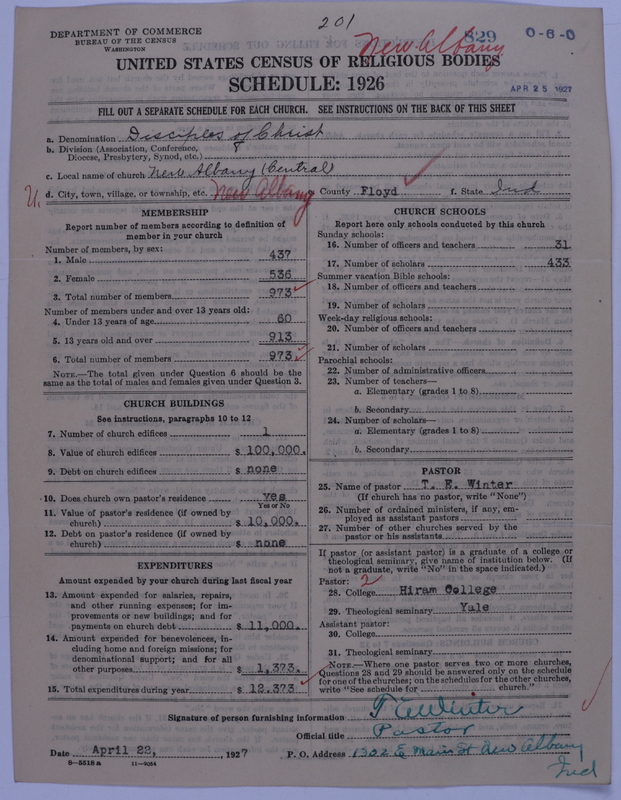 201
DEPARTMENT OF COMMERCE
BUREAU OF THE CENSUS
WASHINGTON
New Albany
829
0-6-0
UNITED STATES CENSUS OF RELIGIOUS BODIES
SCHEDULE: 1926
APR 25 1927
FILL OUT A SEPARATE SCHEDULE FOR EACH CHURCH. SEE INSTRUCTIONS ON THE BACK OF THIS SHEET
a. Denomination Disciples of Christ
b. Division (Association, Conference,
Diocese, Presbytery, Synod, etc.)
c. Local name of church New Albany (Central)
U. d. City, town, village, or township, etc. New Albany County Floyd f. State Ind
MEMBERSHIP
Report number of members according to definition of
member in your church
Number of members, by sex:
1. Male 437
2. Female 536
3. Total number of members 973
Number of members under and over 13 years old:
4. Under 13 years of age 60
5. 13 years old and over 913
6. Total number of members 973
NOTE.—The total given under Question 6 should be
same as the total of males and females given under Question 3.
CHURCH BUILDINGS
See instructions, paragraphs 10 to 12
7. Number of church edifices 1
8. Value of church edifices $ 100,000.
9. Debt on church edifices $ none
10. Does church own pastor's residence yes
Yes or No
11. Value of pastor's residence (if owned by
church) $ 10,000.
12. Debt on pastor's residence (if owned by
church) $ none
EXPENDITURES
Amount expended by your church during last fiscal year
13. Amount expended for salaries, repairs,
and other running expenses; for im-
provements or new buildings; and for
payments on church debt $ 11,000.
14. Amount expended for benevolences, in-
cluding home and foreign missions; for
denominational support; and for all
other purposes $ 1,373.
15. Total expenditures during year $ 12,373
CHURCH SCHOOLS
Report here only schools conducted by this church
Sunday schools:
16. Number of officers and teachers 31
17. Number of scholars 433
Summer vacation Bible schools:
18. Number of officers and teachers
19. Number of scholars
Week-day religious schools:
20. Number of officers and teachers
21. Number of scholars
Parochial schools:
22. Number of administrative officers
23. Number of teachers—
a. Elementary (grades 1 to 8)
b. Secondary
24. Number of scholars—
a. Elementary (grades 1 to 8)
b. Secondary
PASTOR
25. Name of pastor T. E. Winter
(If church has no pastor, write "None")
26. Number of ordained ministers, if any, em-
ployed as assistant pastors
27. Number of other churches served by the
pastor or his assistants
If pastor (or assistant pastor) is a graduate of a college or
theological seminary, give name of institution below. (If
not a graduate, write "No" in the space indicated.)
Pastor: 2
28. College Hiram College
29. Theological seminary Yale
Assistant pastor:
30. College
31. Theological seminary
NOTE.—Where one pastor serves two or more churches,
Questions 28 and 29 should be answered only on the schedule
for one of the churches; on the schedules for the other churches,
write "See schedule for church."
Signature of person furnishing information T E Winter
Official title Pastor
Date April 22, 1927 P. O. Address 1302 E Main St New Albany
Ind
8-5518 a 11-9064